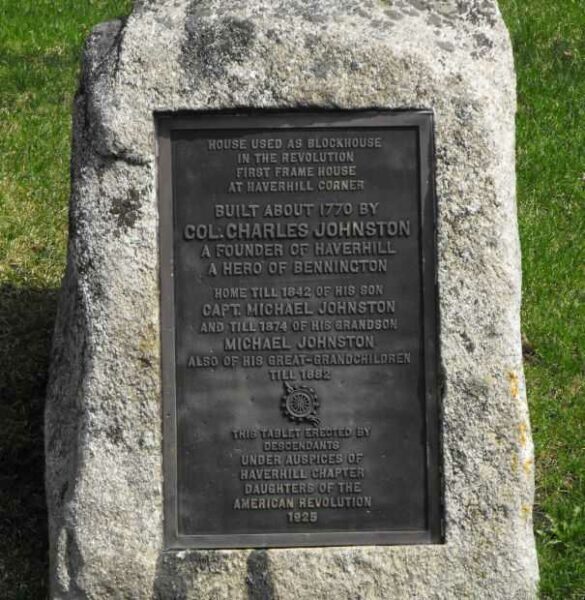 HOUSE USED AS BLOCKHOUSE
IN THE REVOLUTION
FIRST FRAME HOUSE
AT HAVERHILL CORNER
BUILT ABOUT 1770 BY
COL. CHARLES JOHNSTON
A FOUNDER OF HAVERHILL
A HERO OF BENNINGTON
HOME TILL 1842 OF HIS SON
CAPT. MICHAEL JOHNSTON
AND TILL 1874 OF HIS GRANDSON
MICHAEL JOHNSTON
ALSO OF HIS GREAT-GRANDCHILDREN
TILL 1882
THIS TABLET ERECTED BY
DESCENDANTS
UNDER AUSPICES OF
HAVERHILL CHAPTER
DAUGHTERS OF THE
AMERICAN REVOLUTION
1925